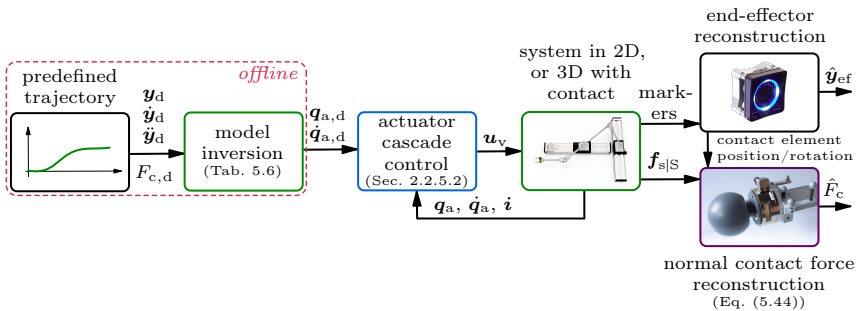 offline
predefined
trajectory
y_d
ẏ_d
ÿ_d
F_c,d
model
inversion
(Tab. 5.6)
q_a,d
q̇_a,d
actuator
cascade
control
(Sec. 2.2.5.2)
u_v
q_a, q̇_a, i
system in 2D,
or 3D with
contact
mark-
ers
f_s|S
end-effector
reconstruction
ŷ_ef
contact element
position/rotation
F̂_c
normal contact force
reconstruction
(Eq. (5.44))